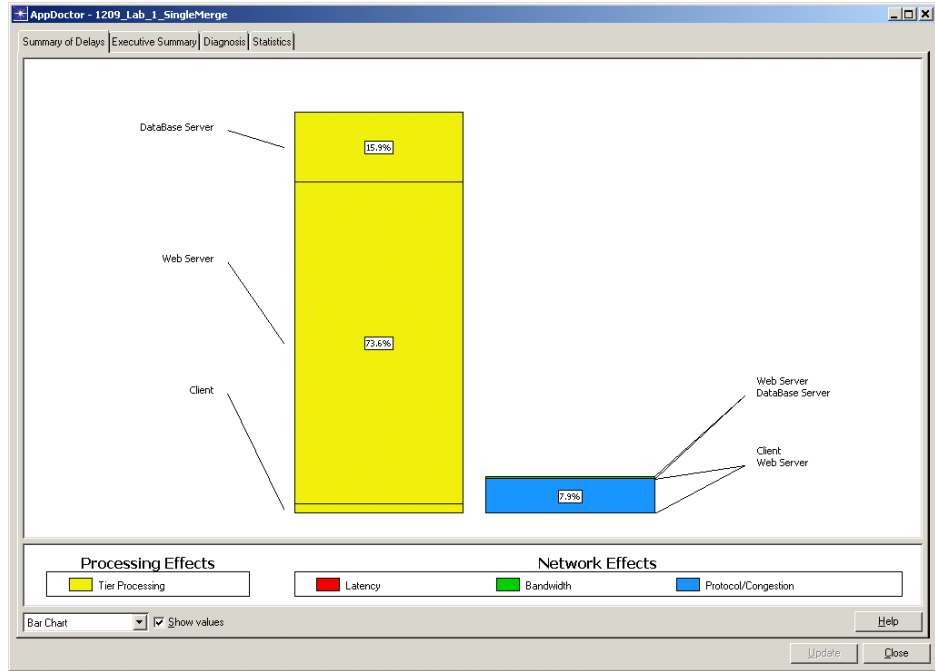 AppDoctor - 1209_Lab_1_SingleMerge
Summary of Delays Executive Summary Diagnosis Statistics
DataBase Server
15.9%
Web Server
73.6%
Client
Web Server
DataBase Server
Client
Web Server
7.9%
Processing Effects
Tier Processing
Network Effects
Latency
Bandwidth
Protocol/Congestion
Bar Chart
Show values
Help
Update
Close